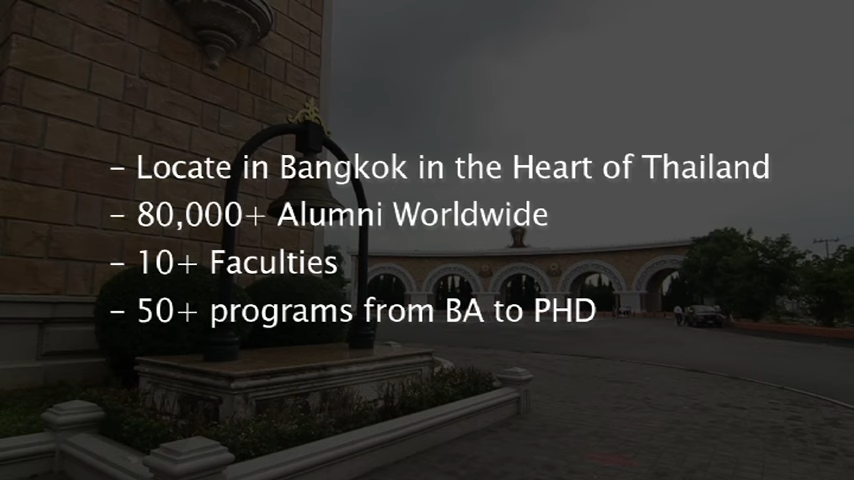 - Locate in Bangkok in the Heart of Thailand
- 80,000+ Alumni Worldwide
- 10+ Faculties
- 50+ programs from BA to PHD